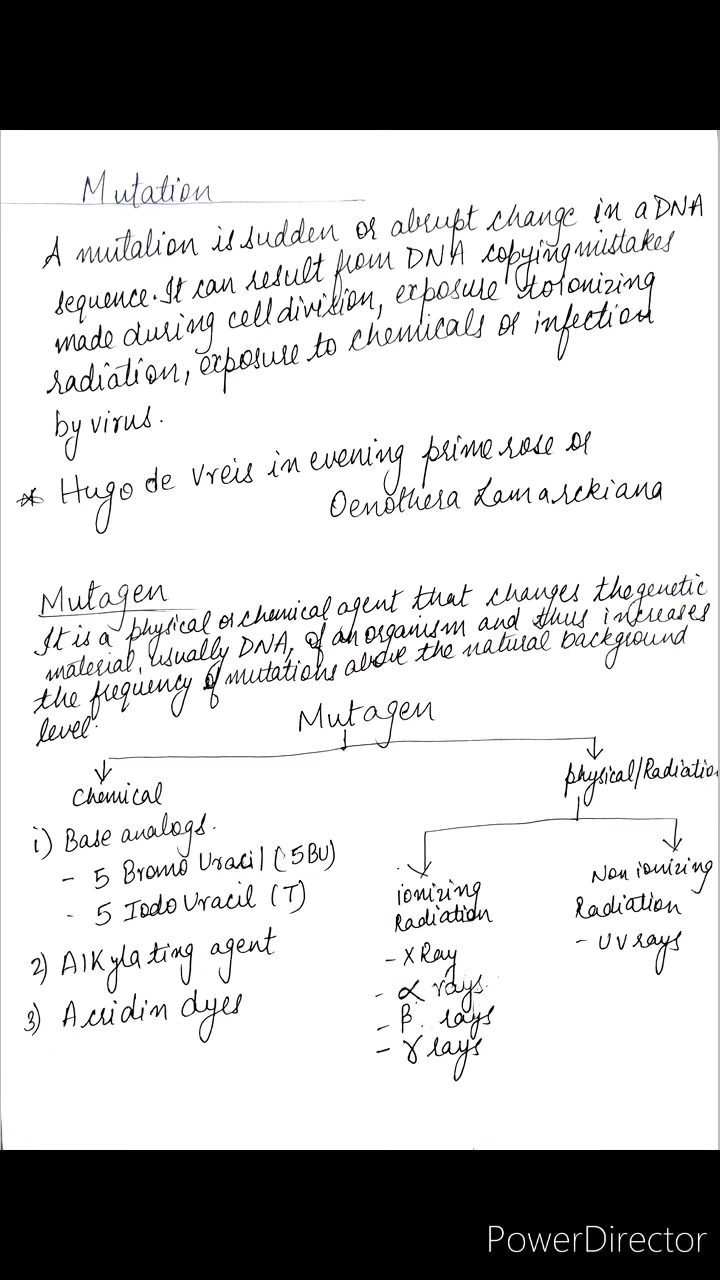 Mutation
A mutation is sudden or abrupt change in a DNA
sequence. It can result from DNA copying mistakes
made during cell division, exposure to ionizing
radiation, exposure to chemicals or infection
by virus.
* Hugo de Vreis in evening primerose or
Oenothera Lamarckiana
Mutagen
It is a physical or chemical agent that changes the genetic
material, usually DNA, of an organism and thus increases
the frequency of mutations above the natural background
level.
Mutagen
Chemical
physical/Radiation
i) Base analogs.
- 5 Bromo Uracil (5BU)
- 5 Iodo Uracil (T)
2) Alkylating agent
3) Acridin dyes
ionizing
Radiation
- X Ray
- α rays.
- β. rays
- γ rays
Non ionizing
Radiation
- UV rays
PowerDirector